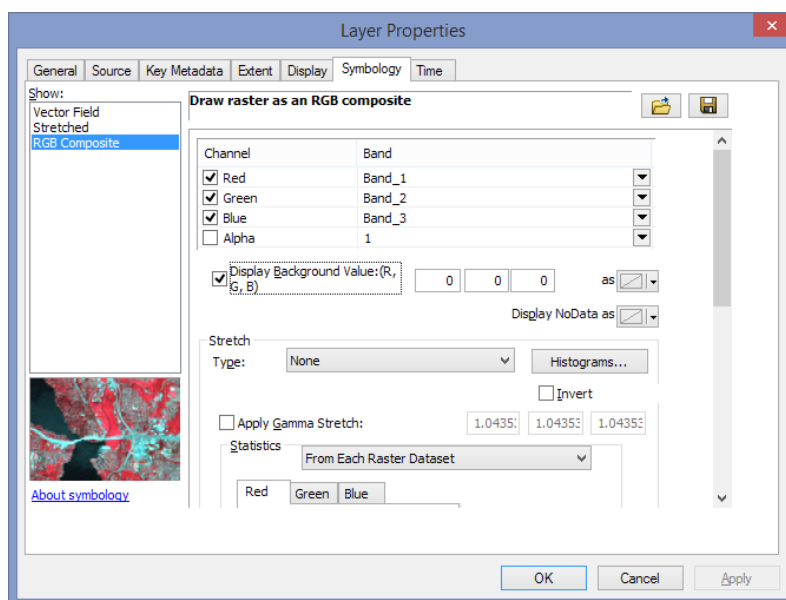 Layer Properties
General Source Key Metadata Extent Display Symbology Time
Show:
Vector Field
Stretched
RGB Composite
About symbology
Draw raster as an RGB composite
Channel Band
Red Band_1
Green Band_2
Blue Band_3
Alpha 1
Display Background Value:(R,
G, B) 0 0 0 as
Display NoData as
Stretch
Type: None Histograms...
Invert
Apply Gamma Stretch: 1.0435 1.04353 1.04353
Statistics
From Each Raster Dataset
Red Green Blue
OK Cancel Apply